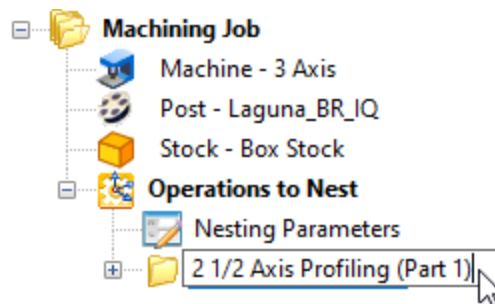 Machining Job
Machine - 3 Axis
Post - Laguna_BR_IQ
Stock - Box Stock
Operations to Nest
Nesting Parameters
2 1/2 Axis Profiling (Part 1)